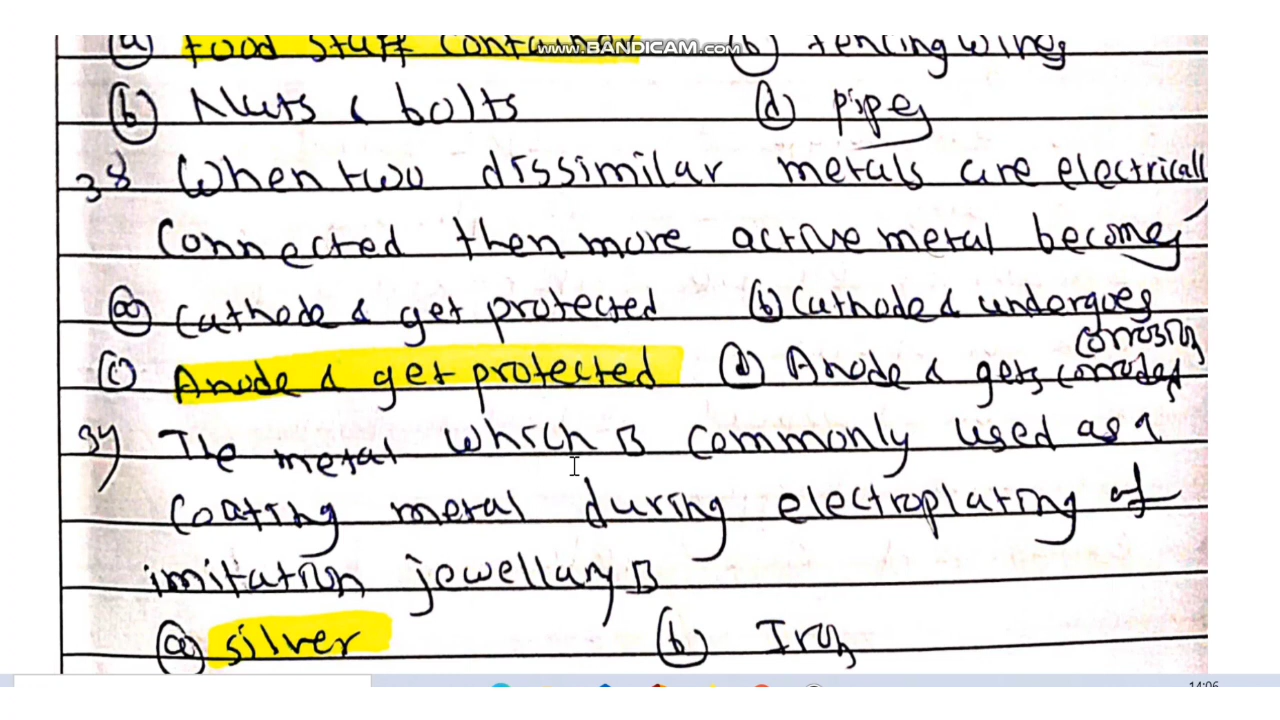 (a) Food stuff container (b) fencing wires
www.BANDICAM.com
(b) Nuts & bolts (d) pipes
38 When two dissimilar metals are electrically
Connected then more active metal becomes
(a) Cathode & get protected (b) Cathode & undergoes corrosion
(c) Anode & get protected (d) Anode & gets corroded
39 The metal which is commonly used as a
coating metal during electroplating of
imitation jewellary is
(a) silver (b) Iron
14:06